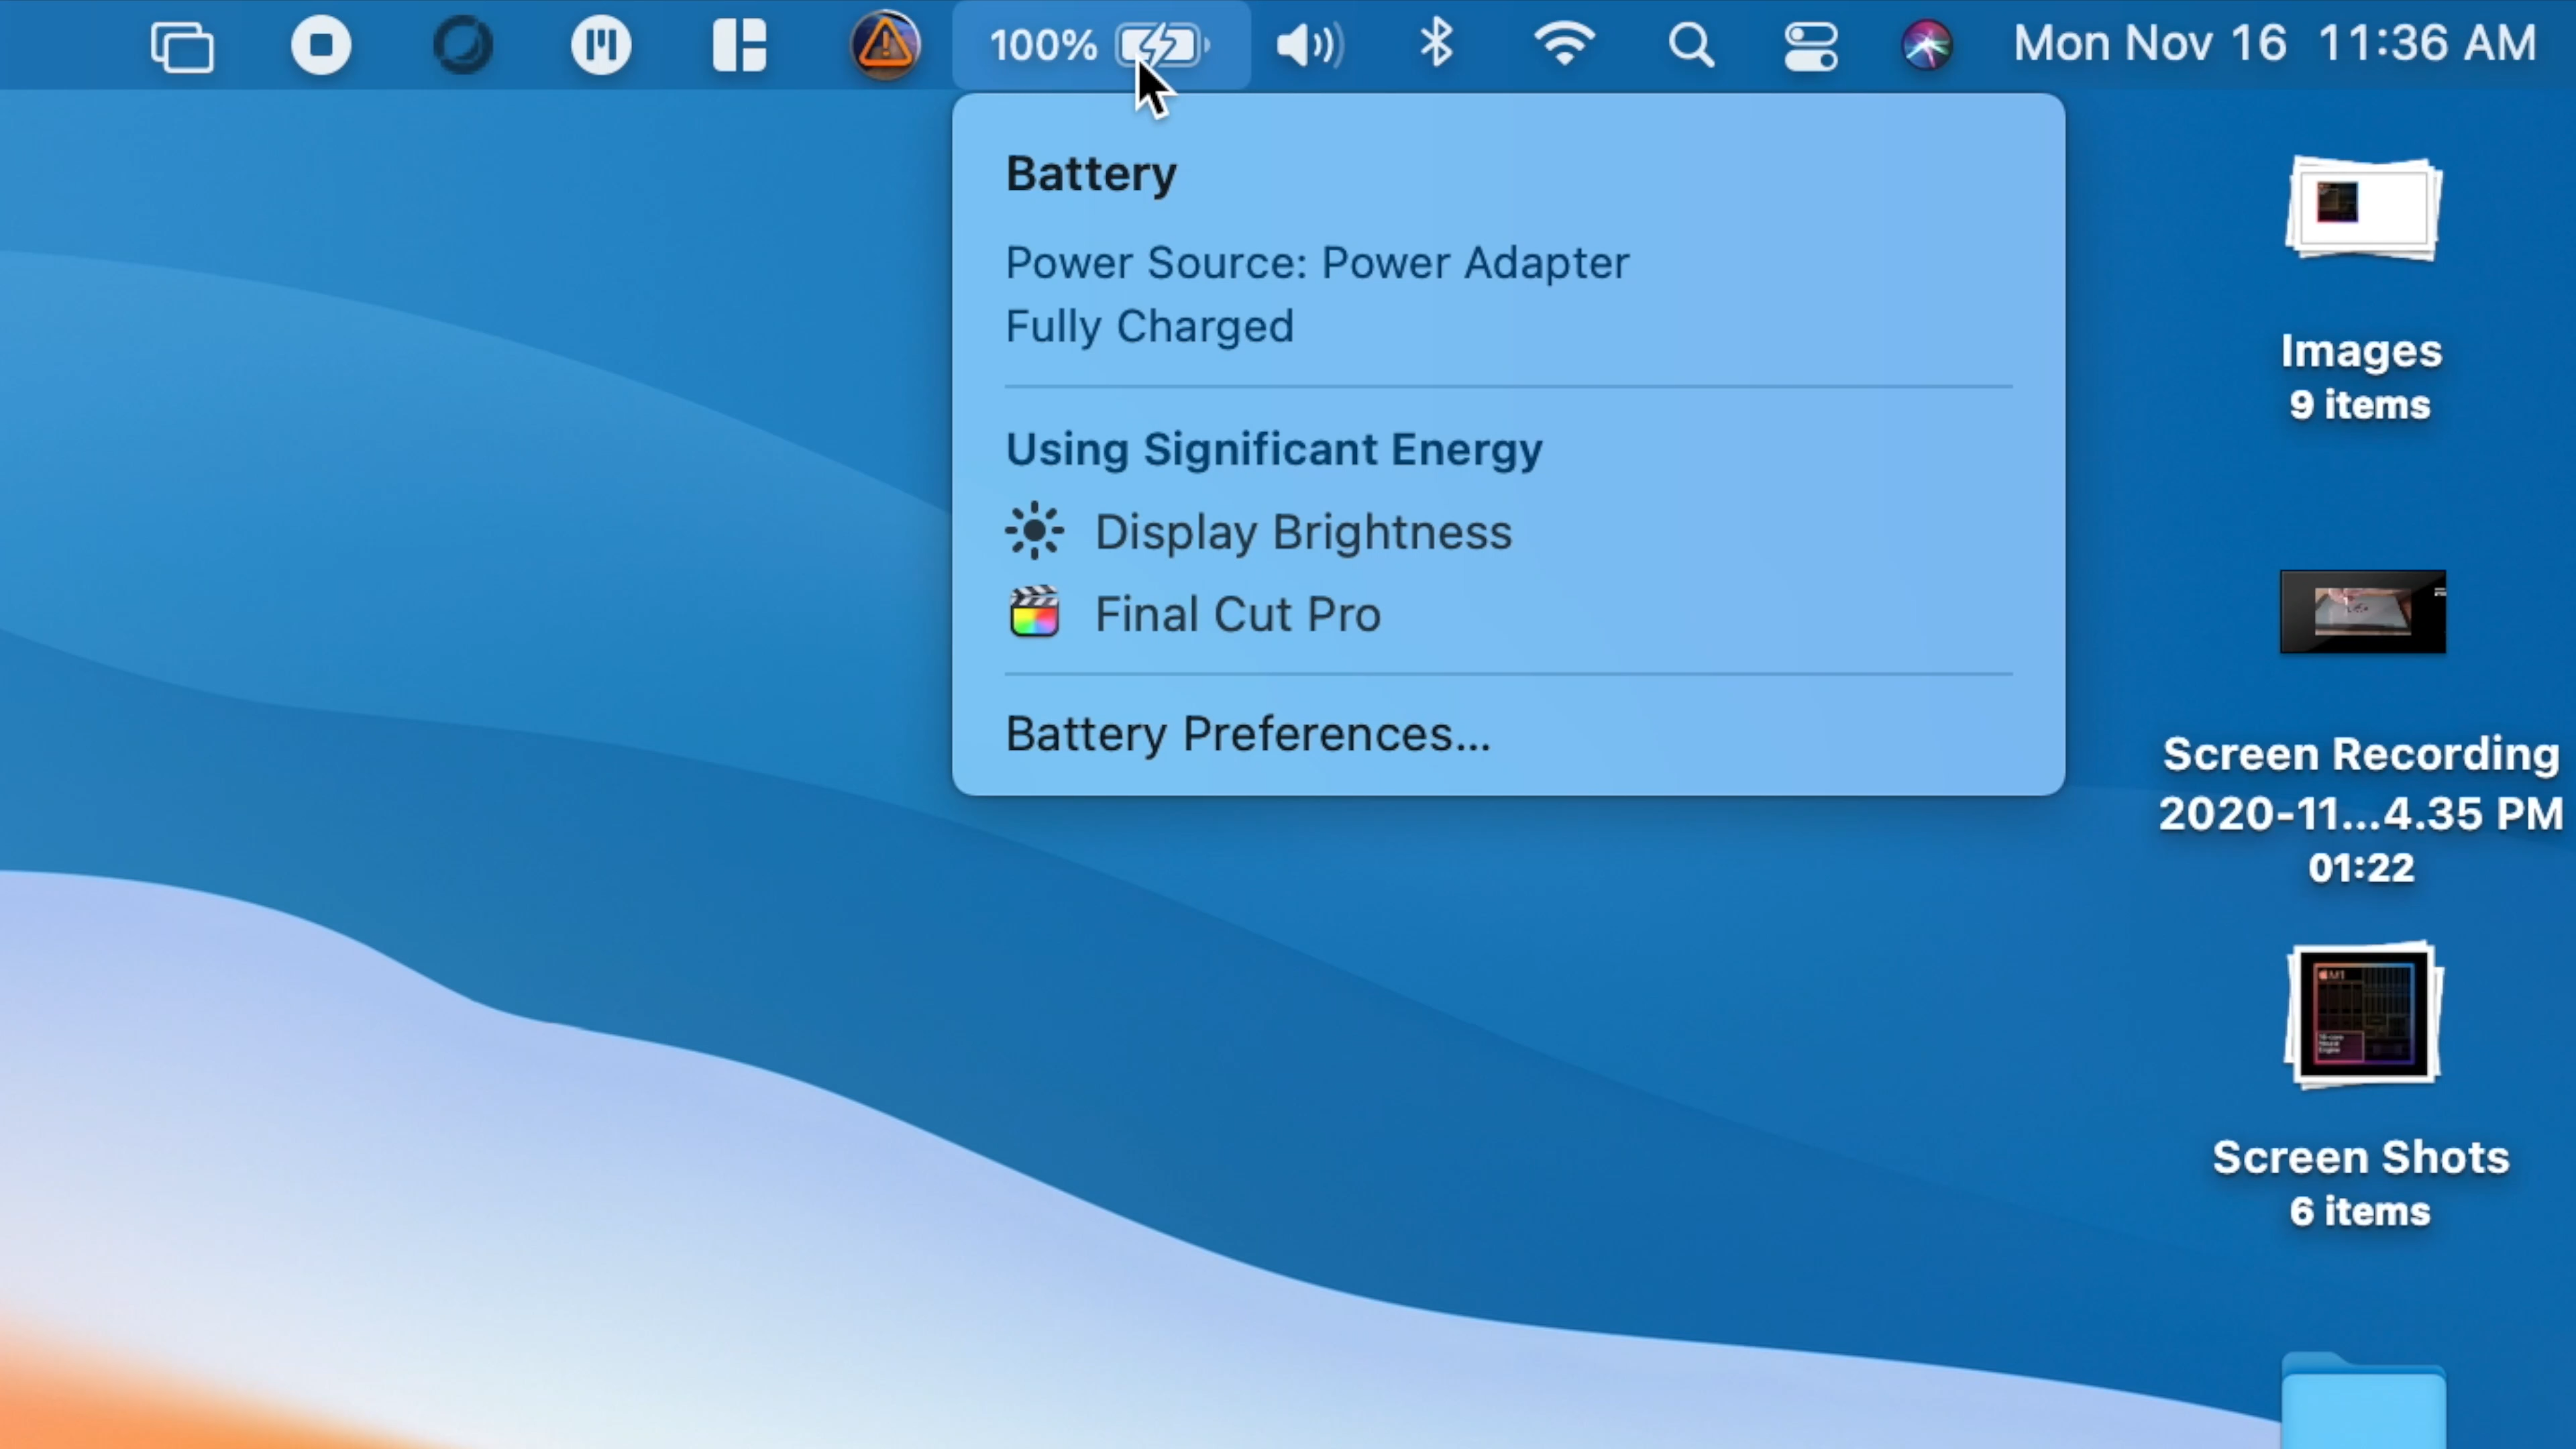 100%
Mon Nov 16 11:36 AM
Battery
Power Source: Power Adapter
Fully Charged
Using Significant Energy
Display Brightness
Final Cut Pro
Battery Preferences...
Images
9 items
Screen Recording
2020-11...4.35 PM
01:22
M1
Screen Shots
6 items